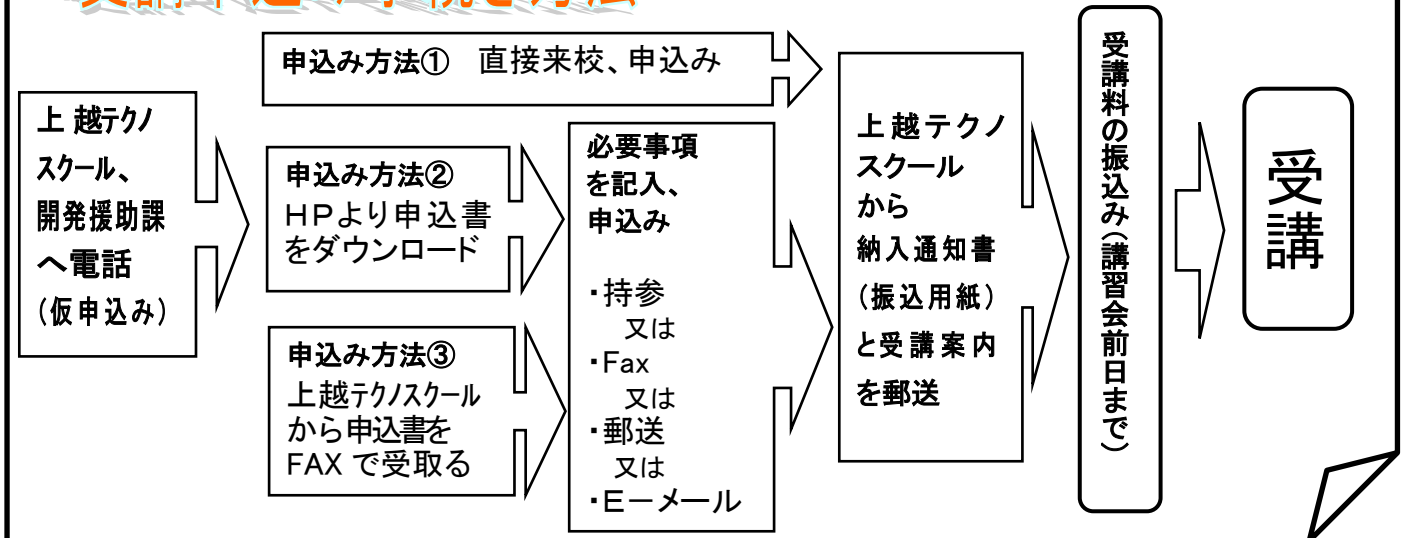 上越テクノ
スクール、
開発援助課
へ電話
(仮申込み)
申込み方法① 直接来校、申込み
申込み方法②
HPより申込書
をダウンロード
申込み方法③
上越テクノスクール
から申込書を
FAXで受取る
必要事項
を記入、
申込み
・持参
又は
・Fax
又は
・郵送
又は
・E-メール
上越テクノ
スクール
から
納入通知書
(振込用紙)
と受講案内
を郵送
受講料の振込み(講習会前日まで)
受講